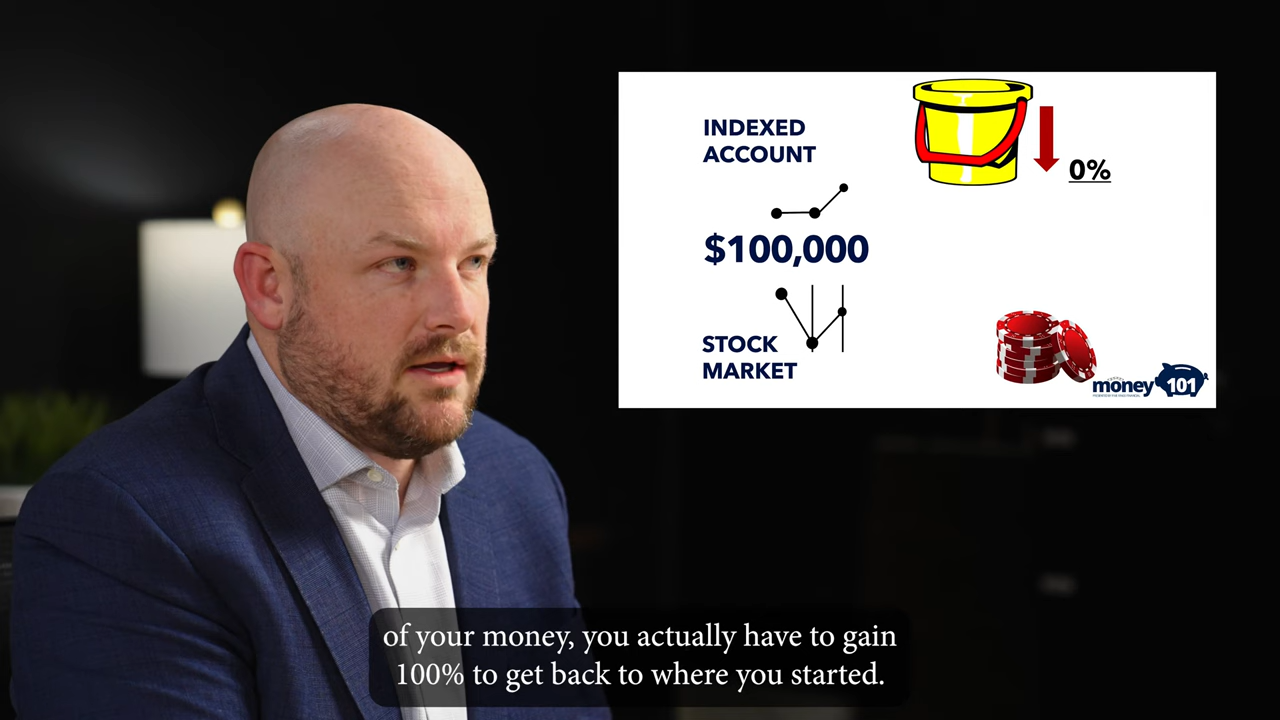 INDEXED
ACCOUNT
0%
$100,000
STOCK
MARKET
money 101
of your money, you actually have to gain
100% to get back to where you started.